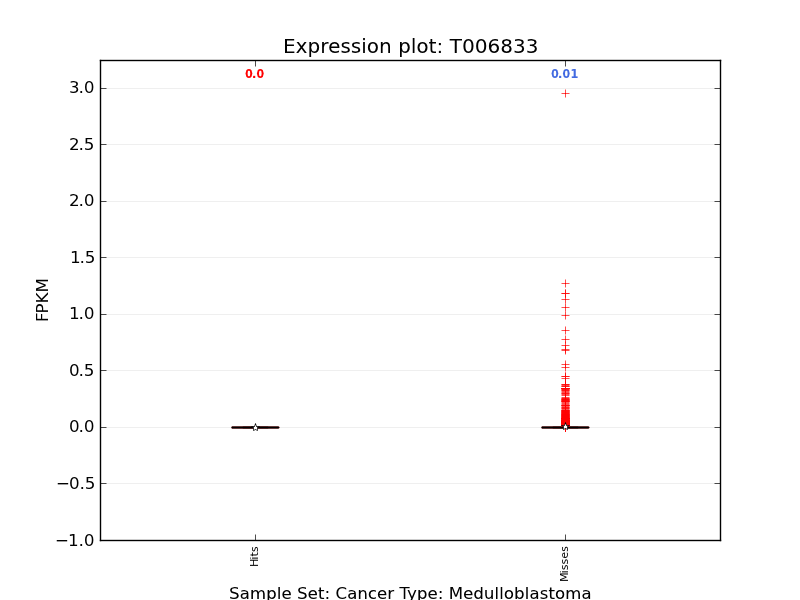 Expression plot: T006833
0.0 0.01
3.0
2.5
2.0
1.5
1.0
0.5
0.0
−0.5
−1.0
FPKM
Hits
Misses
Sample Set: Cancer Type: Medulloblastoma